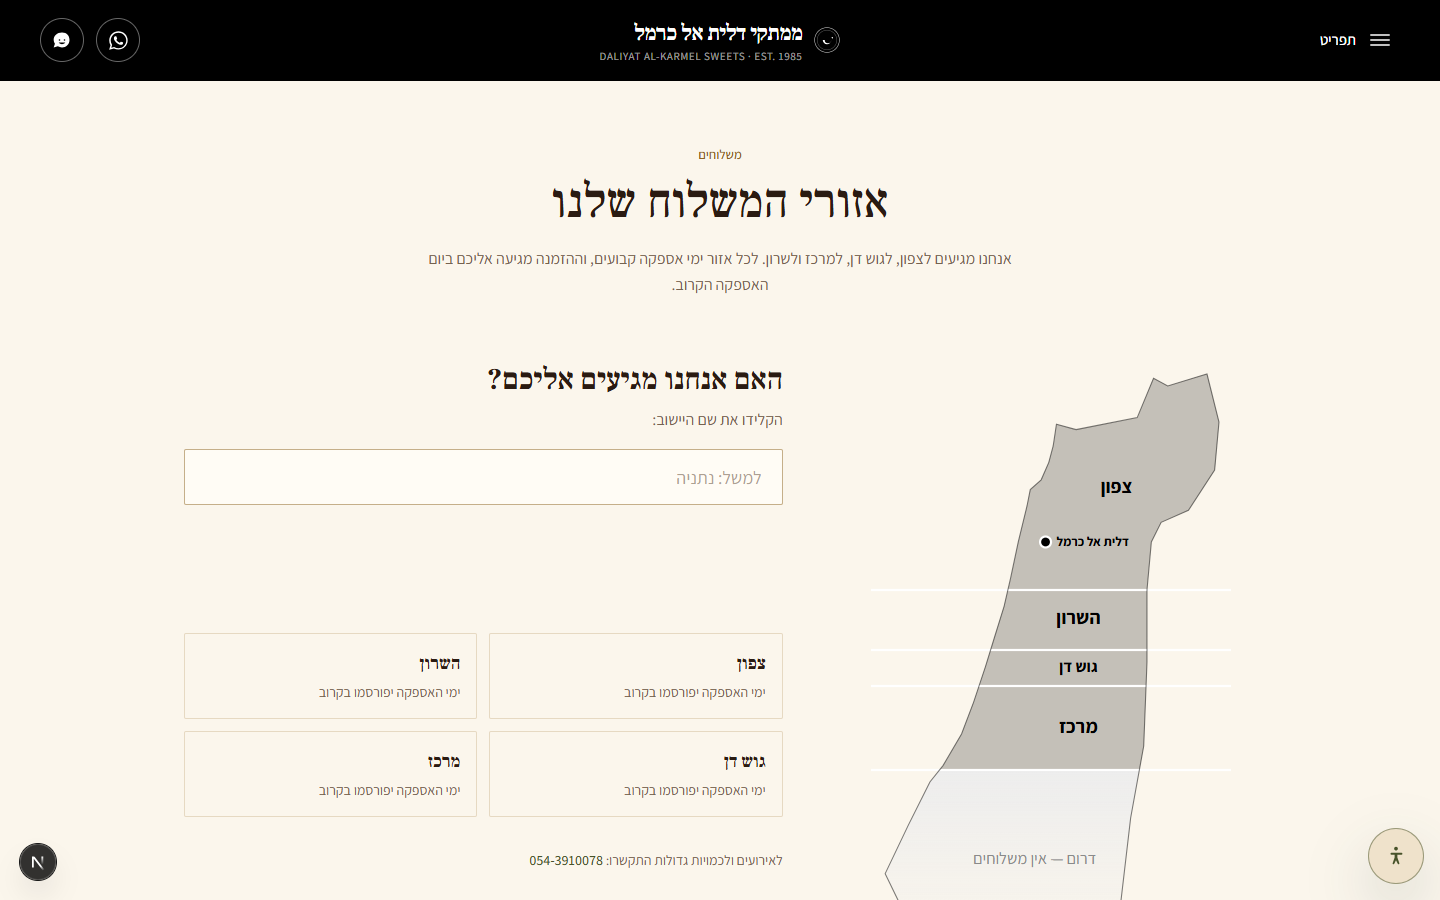 תפריט
ממתקי דלית אל כרמל
DALIYAT AL-KARMEL SWEETS · EST. 1985
משלוחים
אזורי המשלוח שלנו
אנחנו מגיעים לצפון, לגוש דן, למרכז ולשרון. לכל אזור ימי אספקה קבועים, וההזמנה מגיעה אליכם ביום
האספקה הקרוב.
צפון
דלית אל כרמל
השרון
גוש דן
מרכז
דרום — אין משלוחים
האם אנחנו מגיעים אליכם?
הקלידו את שם היישוב:
למשל: נתניה
צפון
ימי האספקה יפורסמו בקרוב
השרון
ימי האספקה יפורסמו בקרוב
גוש דן
ימי האספקה יפורסמו בקרוב
מרכז
ימי האספקה יפורסמו בקרוב
לאירועים ולכמויות גדולות התקשרו: 054-3910078
N